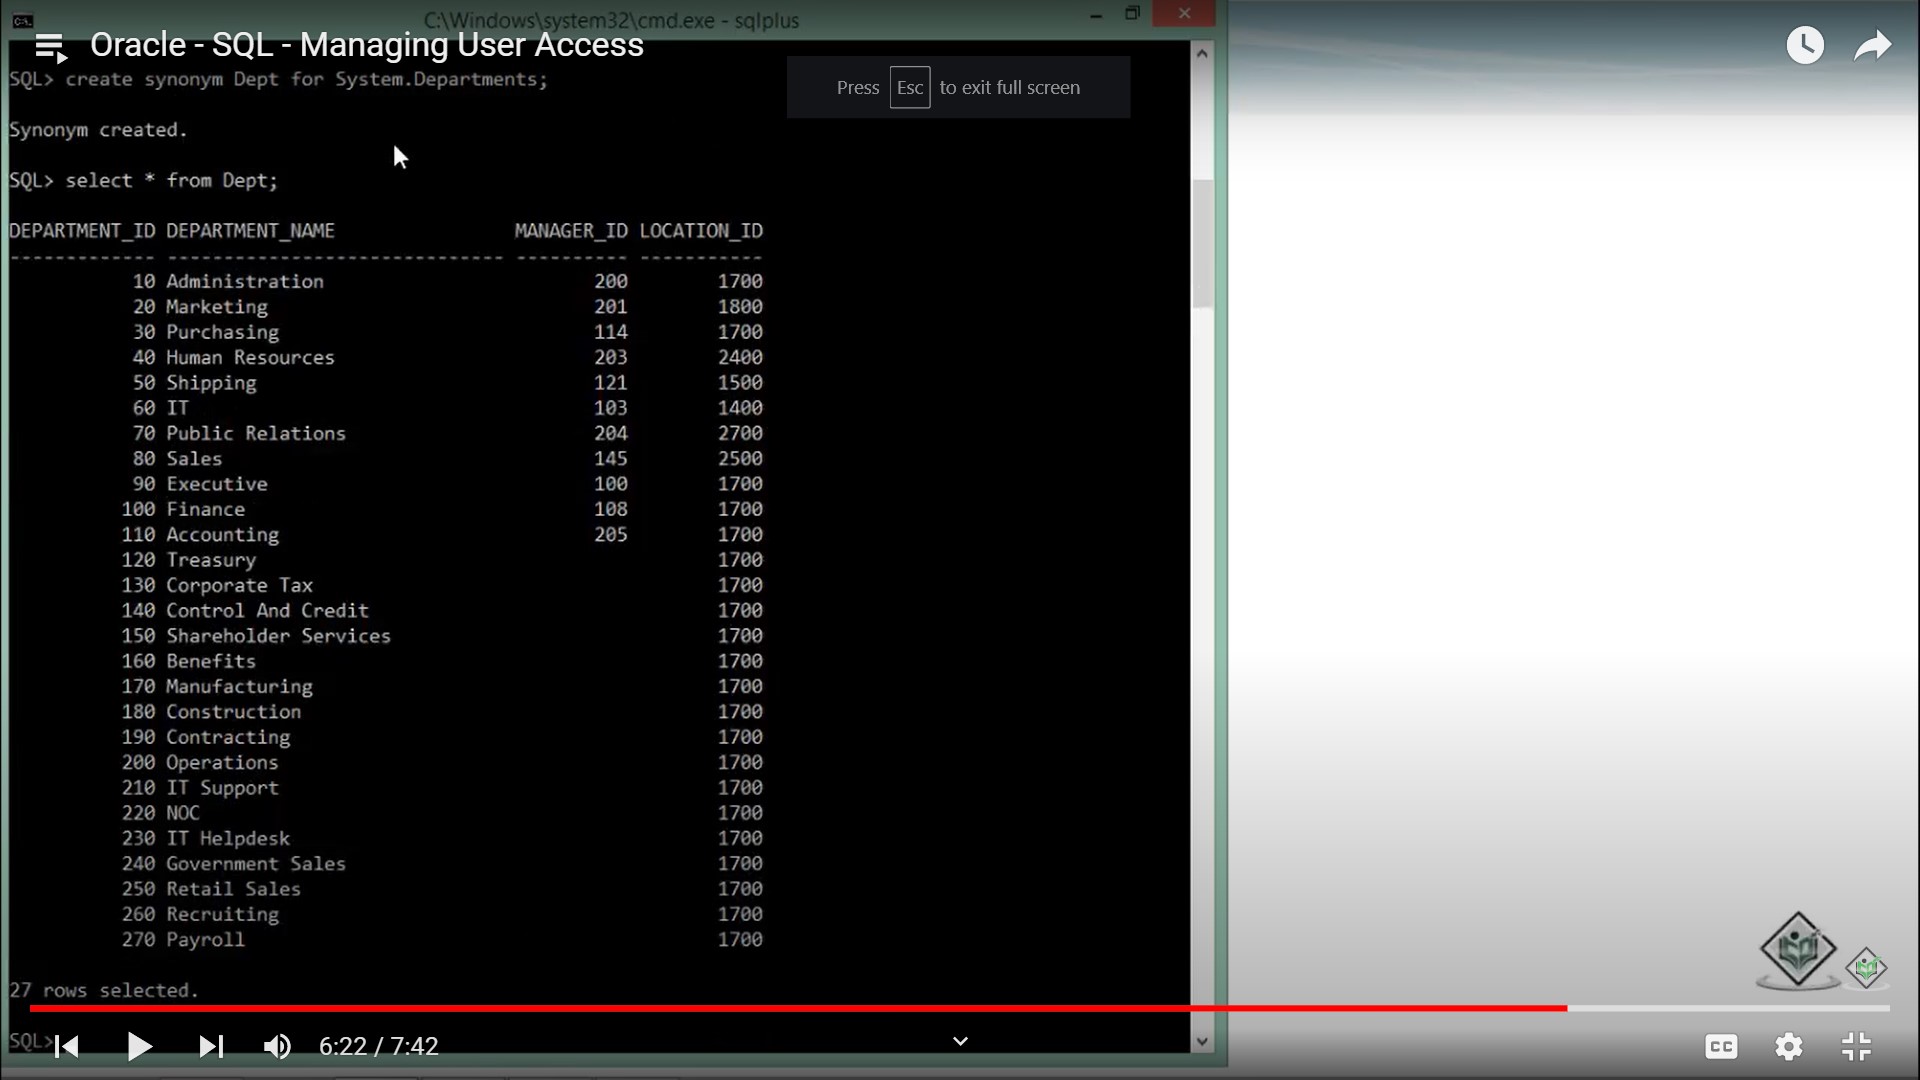 C:\Windows\system32\cmd.exe - sqlplus
Oracle - SQL - Managing User Access
SQL> create synonym Dept for System.Departments;
Press Esc to exit full screen
Synonym created.
SQL> select * from Dept;
DEPARTMENT_ID DEPARTMENT_NAME MANAGER_ID LOCATION_ID
------------- ------------------------------ ---------- -----------
10 Administration 200 1700
20 Marketing 201 1800
30 Purchasing 114 1700
40 Human Resources 203 2400
50 Shipping 121 1500
60 IT 103 1400
70 Public Relations 204 2700
80 Sales 145 2500
90 Executive 100 1700
100 Finance 108 1700
110 Accounting 205 1700
120 Treasury 1700
130 Corporate Tax 1700
140 Control And Credit 1700
150 Shareholder Services 1700
160 Benefits 1700
170 Manufacturing 1700
180 Construction 1700
190 Contracting 1700
200 Operations 1700
210 IT Support 1700
220 NOC 1700
230 IT Helpdesk 1700
240 Government Sales 1700
250 Retail Sales 1700
260 Recruiting 1700
270 Payroll 1700
27 rows selected.
SQL>
6:22 / 7:42
CC